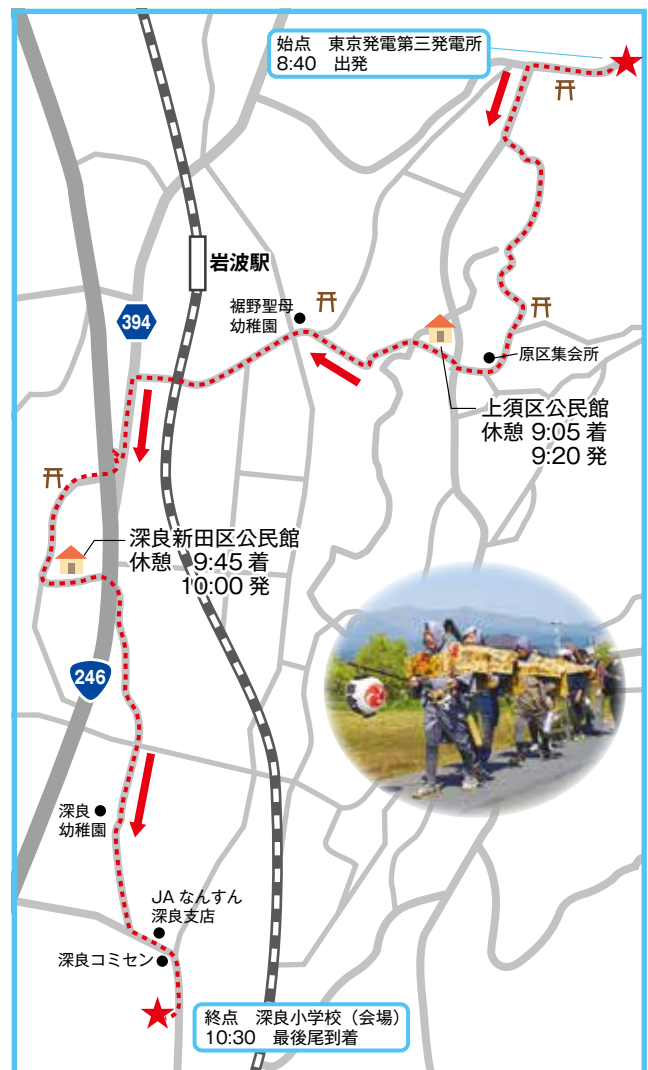 始点　東京発電第三発電所
8:40　出発
岩波駅
394
裾野聖母
幼稚園
原区集会所
上須区公民館
休憩 9:05 着
9:20 発
深良新田区公民館
休憩　9:45 着
10:00 発
246
深良
幼稚園
JA なんすん
深良支店
深良コミセン
終点　深良小学校（会場）
10:30　最後尾到着